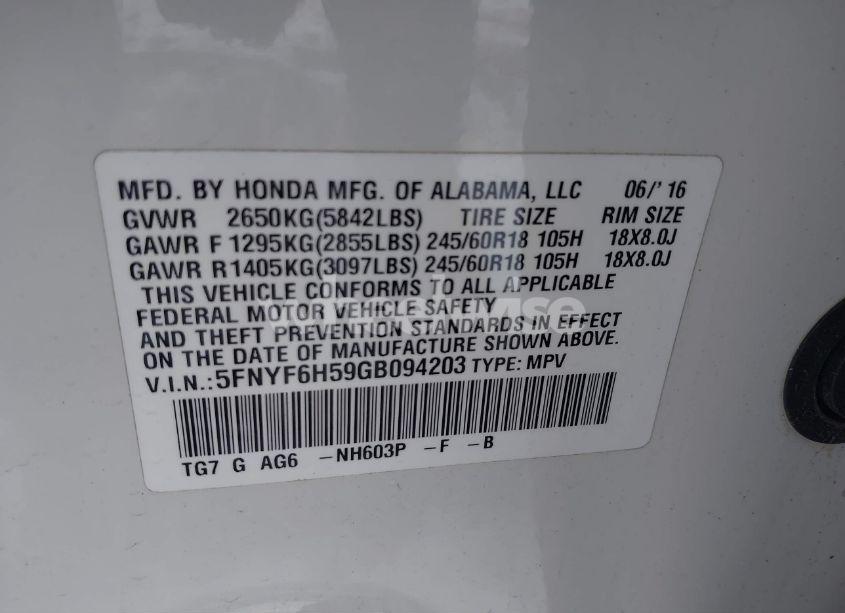 MFD. BY HONDA MFG. OF ALABAMA, LLC 06/'16
GVWR 2650KG(5842LBS) TIRE SIZE RIM SIZE
GAWR F 1295KG(2855LBS) 245/60R18 105H 18X8.0J
GAWR R1405KG(3097LBS) 245/60R18 105H 18X8.0J
THIS VEHICLE CONFORMS TO ALL APPLICABLE
FEDERAL MOTOR VEHICLE SAFETY
AND THEFT PREVENTION STANDARDS IN EFFECT
ON THE DATE OF MANUFACTURE SHOWN ABOVE.
V.I.N.:5FNYF6H59GB094203 TYPE: MPV
TG7 G AG6 -NH603P -F -B